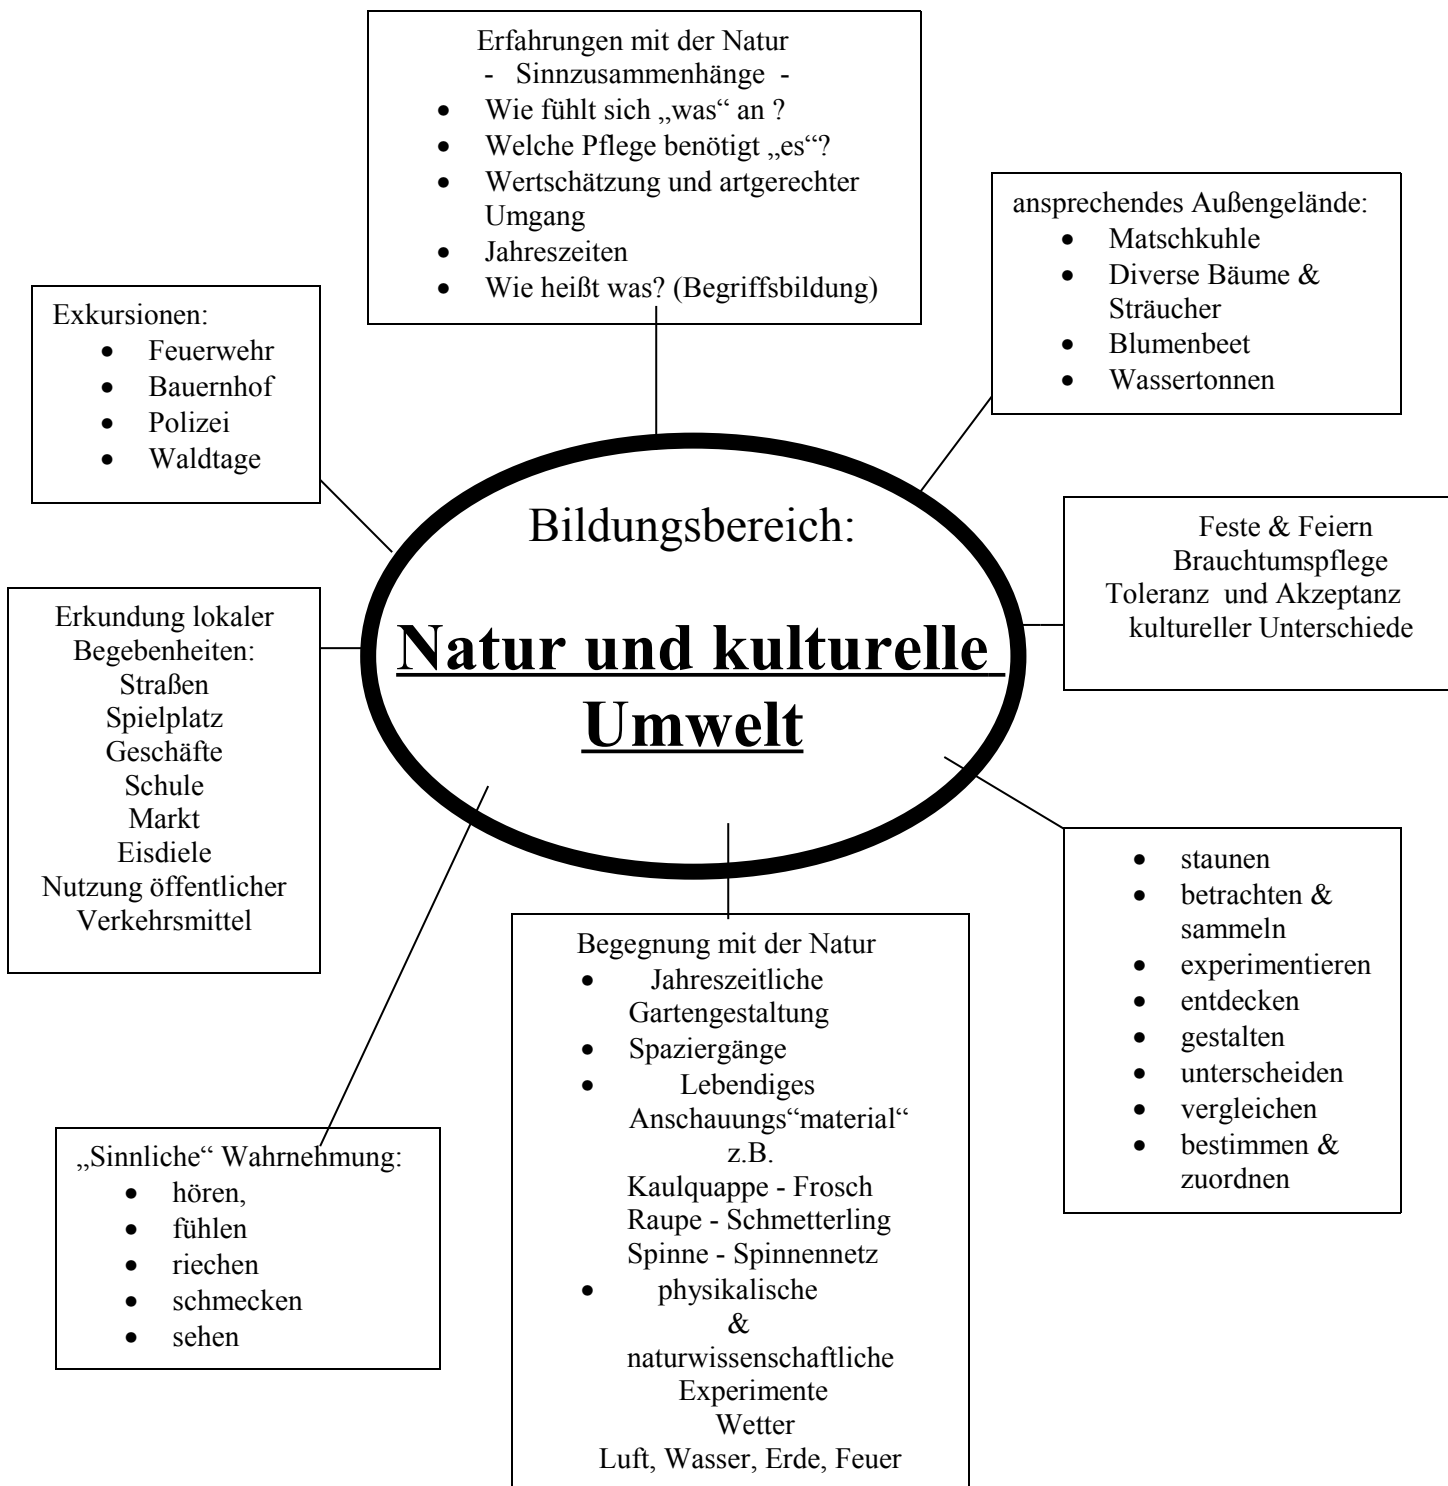 Erfahrungen mit der Natur
- Sinnzusammenhänge -
• Wie fühlt sich „was“ an ?
• Welche Pflege benötigt „es“?
• Wertschätzung und artgerechter
Umgang
• Jahreszeiten
• Wie heißt was? (Begriffsbildung)
ansprechendes Außengelände:
• Matschkuhle
• Diverse Bäume &
Sträucher
• Blumenbeet
• Wassertonnen
Exkursionen:
• Feuerwehr
• Bauernhof
• Polizei
• Waldtage
Bildungsbereich:
Natur und kulturelle
Umwelt
Feste & Feiern
Brauchtumspflege
Toleranz und Akzeptanz
kultureller Unterschiede
Erkundung lokaler
Begebenheiten:
Straßen
Spielplatz
Geschäfte
Schule
Markt
Eisdiele
Nutzung öffentlicher
Verkehrsmittel
• staunen
• betrachten &
sammeln
• experimentieren
• entdecken
• gestalten
• unterscheiden
• vergleichen
• bestimmen &
zuordnen
Begegnung mit der Natur
• Jahreszeitliche
Gartengestaltung
• Spaziergänge
• Lebendiges
Anschauungs“material“
z.B.
Kaulquappe - Frosch
Raupe - Schmetterling
Spinne - Spinnennetz
• physikalische
&
naturwissenschaftliche
Experimente
Wetter
Luft, Wasser, Erde, Feuer
„Sinnliche“ Wahrnehmung:
• hören,
• fühlen
• riechen
• schmecken
• sehen